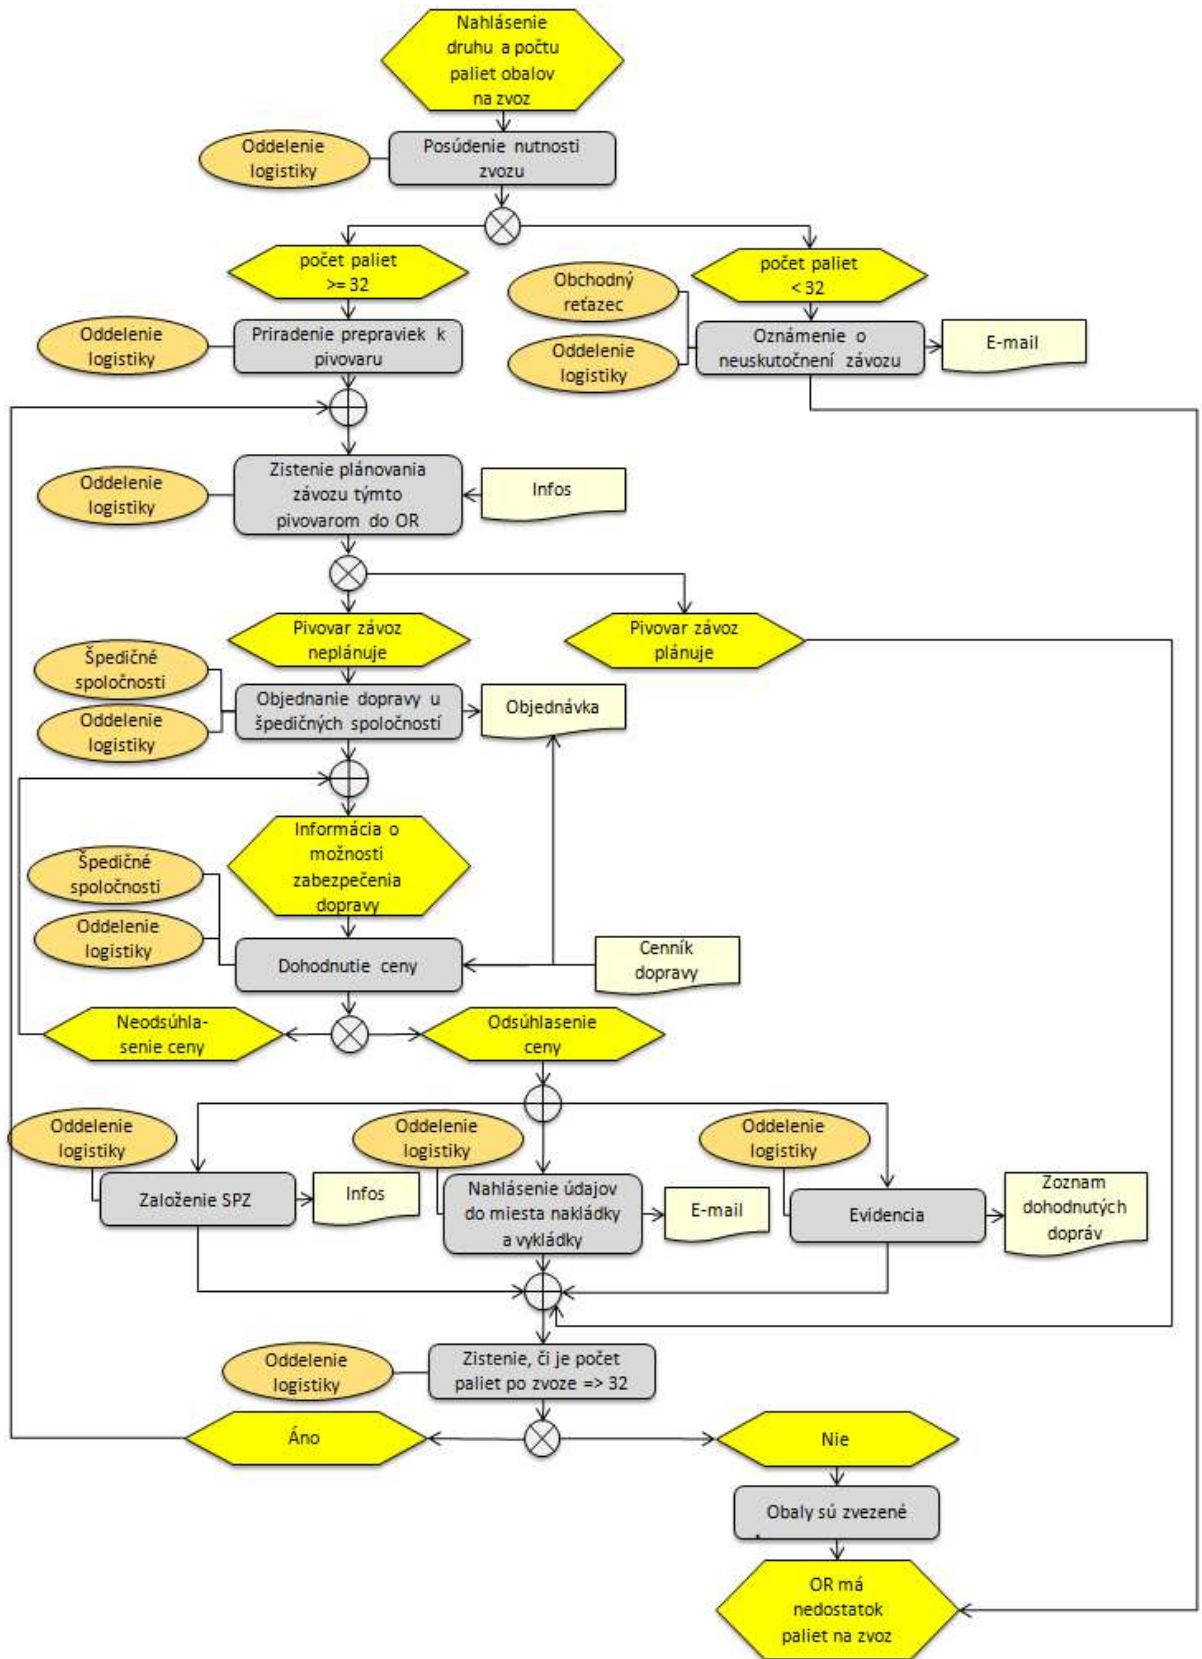 Nahlásenie
druhu a počtu
paliet obalov
na zvoz
Oddelenie
logistiky
Posúdenie nutnosti
zvozu
počet paliet
>= 32
počet paliet
< 32
Obchodný
reťazec
Oddelenie
logistiky
Priradenie prepraviek k
pivovaru
Oddelenie
logistiky
Oznámenie o
neuskutočnení závozu
E-mail
Oddelenie
logistiky
Zistenie plánovania
závozu týmto
pivovarom do OR
Infos
Pivovar závoz
neplánuje
Pivovar závoz
plánuje
Špedičné
spoločnosti
Oddelenie
logistiky
Objednanie dopravy u
špedičných spoločností
Objednávka
Informácia o
možnosti
zabezpečenia
dopravy
Špedičné
spoločnosti
Oddelenie
logistiky
Dohodnutie ceny
Cenník
dopravy
Neodsúhla-
senie ceny
Odsúhlasenie
ceny
Oddelenie
logistiky
Založenie SPZ
Infos
Oddelenie
logistiky
Nahlásenie údajov
do miesta nakládky
a vykládky
E-mail
Oddelenie
logistiky
Evidencia
Zoznam
dohodnutých
dopráv
Oddelenie
logistiky
Zistenie, či je počet
paliet po zvoze => 32
Áno
Nie
Obaly sú zvezené
OR má
nedostatok
paliet na zvoz